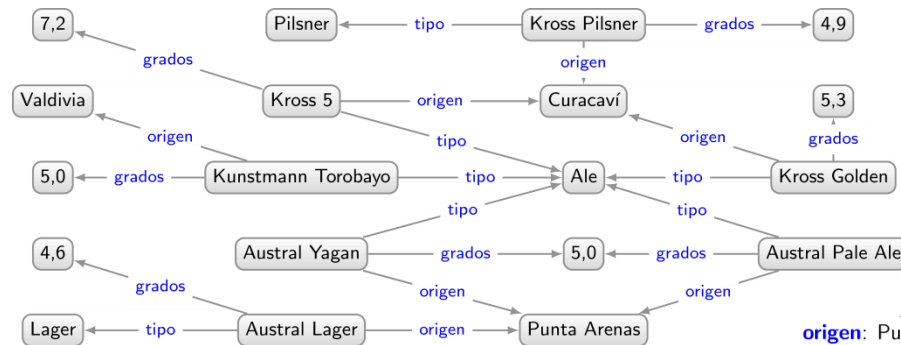 7,2 Pilsner tipo Kross Pilsner grados 4,9
grados origen
Valdivia Kross 5 origen Curacaví 5,3
origen tipo origen grados
5,0 grados Kunstmann Torobayo tipo Ale tipo Kross Golden
tipo tipo
4,6 Austral Yagan grados 5,0 grados Austral Pale Ale
grados origen origen
Lager tipo Austral Lager origen Punta Arenas origen: